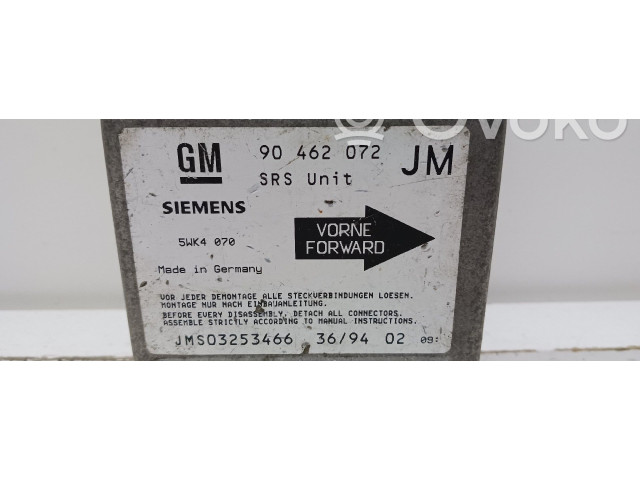 OVOKO
GM 90 462 072 JM
SRS Unit
SIEMENS
VORNE
FORWARD
5WK4 070
Made in Germany
VOR JEDER DEMONTAGE ALLE STECKVERBINDUNGEN LOESEN.
MONTAGE NUR NACH EINBAUANLEITUNG.
BEFORE EVERY DISASSEMBLY, DETACH ALL CONNECTORS.
ASSEMBLE STRICTLY ACCORDING TO MANUAL INSTRUCTIONS.
JMS03253466 36/94 02 09: